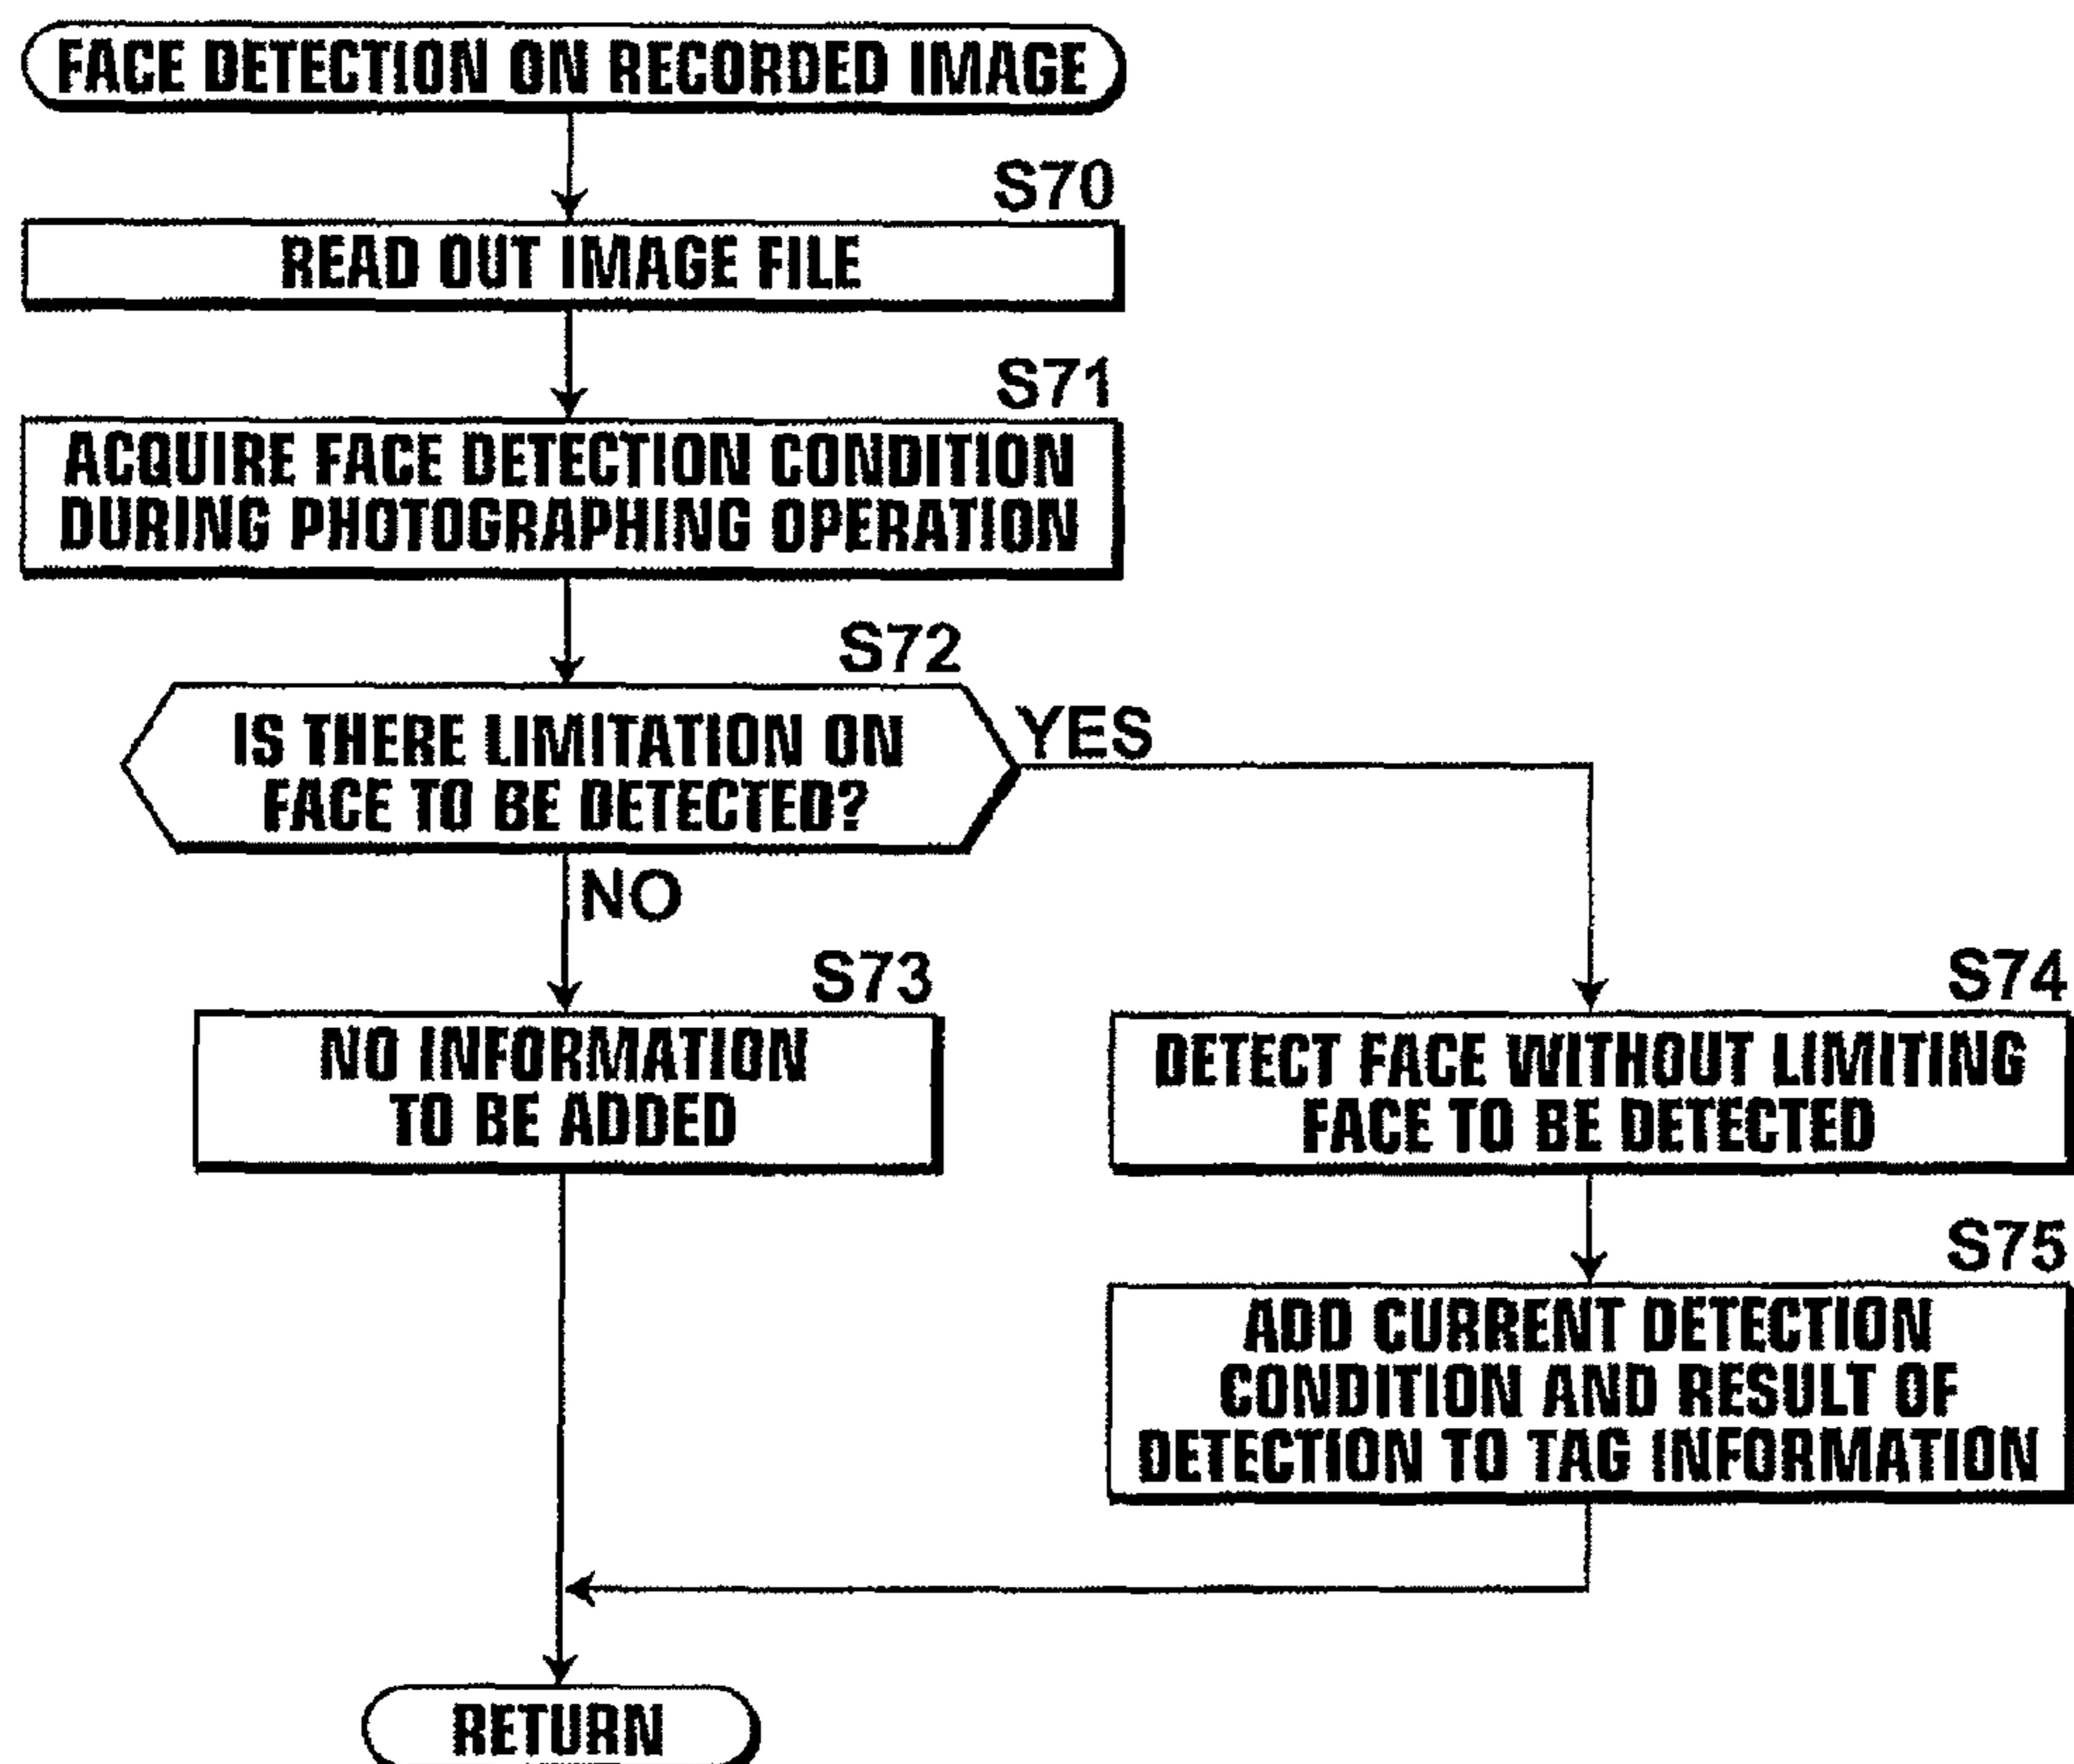 FACE DETECTION ON RECORDED IMAGE
S70
READ OUT IMAGE FILE
S71
ACQUIRE FACE DETECTION CONDITION
DURING PHOTOGRAPHING OPERATION
S72
IS THERE LIMITATION ON
FACE TO BE DETECTED?
YES
NO
S73
NO INFORMATION
TO BE ADDED
S74
DETECT FACE WITHOUT LIMITING
FACE TO BE DETECTED
S75
ADD CURRENT DETECTION
CONDITION AND RESULT OF
DETECTION TO TAG INFORMATION
RETURN